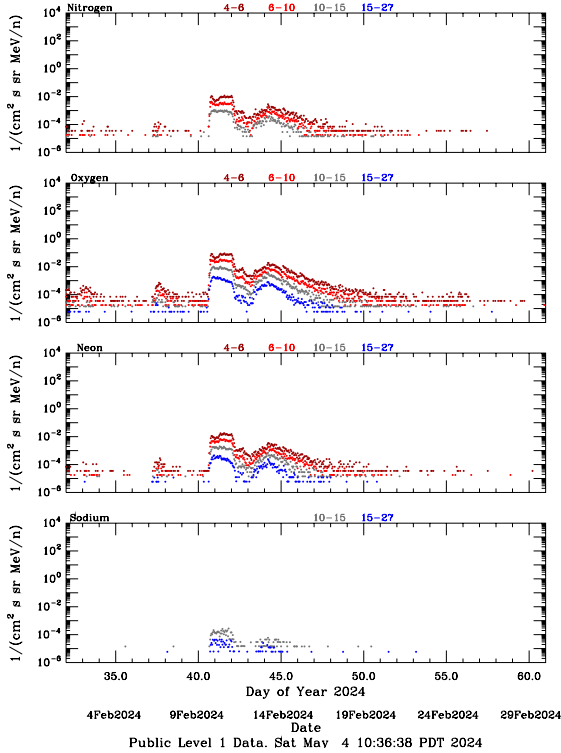 Nitrogen 4-6 6-10 10-15 15-27
10^4
10^2
10^0
10^-2
10^-4
10^-6
1/(cm^2 s sr MeV/n)
Oxygen 4-6 6-10 10-15 15-27
10^4
10^2
10^0
10^-2
10^-4
10^-6
1/(cm^2 s sr MeV/n)
Neon 4-6 6-10 10-15 15-27
10^4
10^2
10^0
10^-2
10^-4
10^-6
1/(cm^2 s sr MeV/n)
Sodium 10-15 15-27
10^4
10^2
10^0
10^-2
10^-4
10^-6
1/(cm^2 s sr MeV/n)
35.0 40.0 45.0 50.0 55.0 60.0
Day of Year 2024
4Feb2024 9Feb2024 14Feb2024 19Feb2024 24Feb2024 29Feb2024
Date
Public Level 1 Data. Sat May 4 10:36:38 PDT 2024